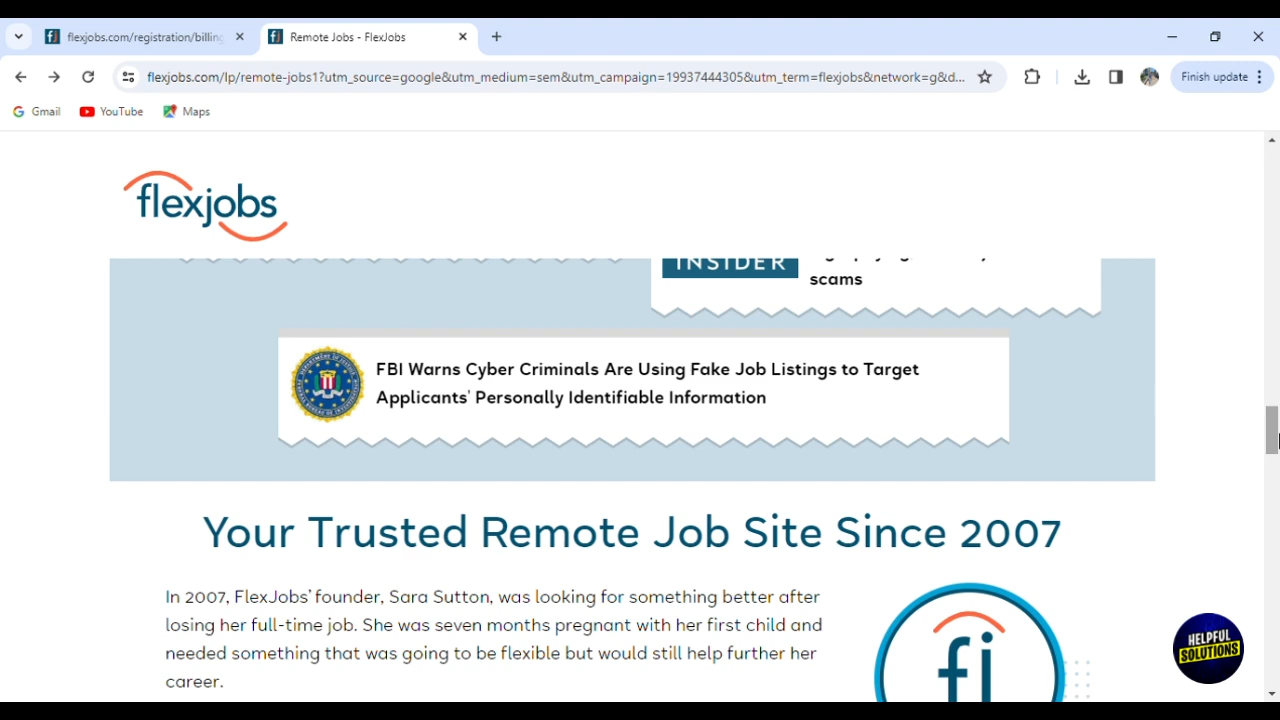 flexjobs.com/registration/billing
Remote Jobs - FlexJobs
flexjobs.com/lp/remote-jobs1?utm_source=google&utm_medium=sem&utm_campaign=19937444305&utm_term=flexjobs&network=g&d...
Finish update
Gmail
YouTube
Maps
flexjobs
INSIDER
scams
FBI Warns Cyber Criminals Are Using Fake Job Listings to Target
Applicants' Personally Identifiable Information
Your Trusted Remote Job Site Since 2007
In 2007, FlexJobs' founder, Sara Sutton, was looking for something better after
losing her full-time job. She was seven months pregnant with her first child and
needed something that was going to be flexible but would still help further her
career.
fj
HELPFUL
SOLUTIONS